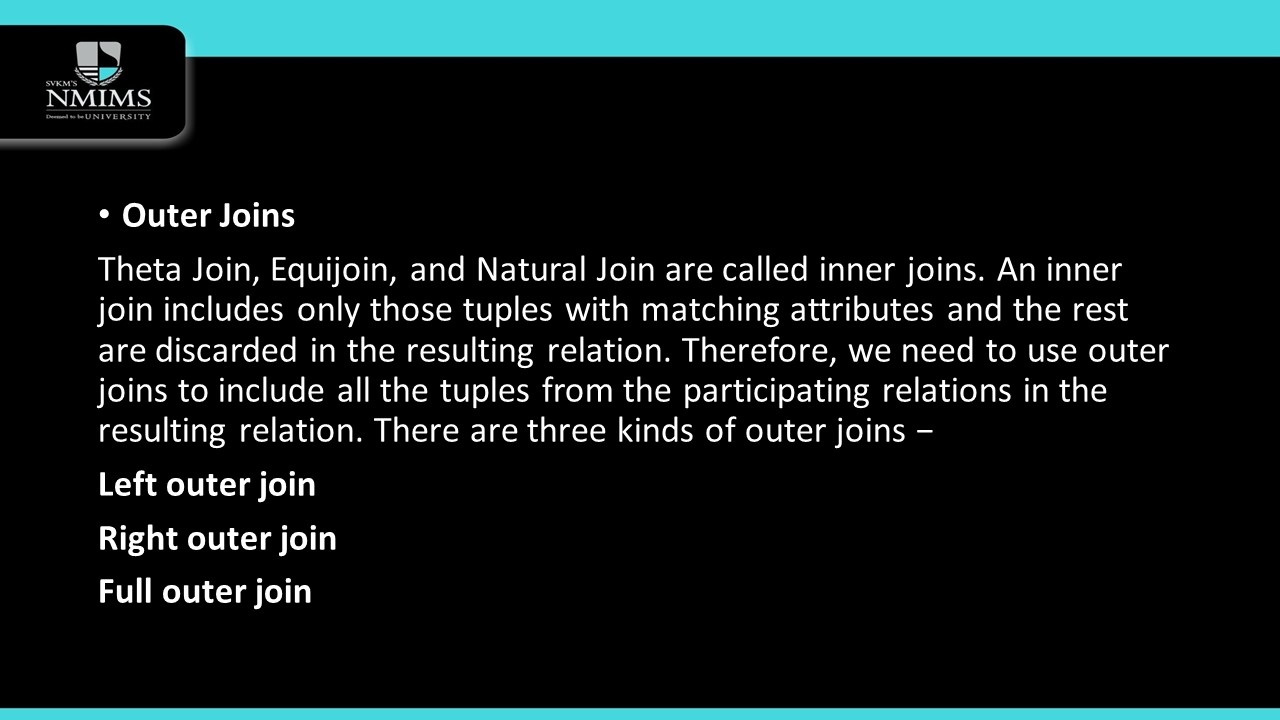 SVKM'S
NMIMS
Deemed to be UNIVERSITY
• Outer Joins
Theta Join, Equijoin, and Natural Join are called inner joins. An inner
join includes only those tuples with matching attributes and the rest
are discarded in the resulting relation. Therefore, we need to use outer
joins to include all the tuples from the participating relations in the
resulting relation. There are three kinds of outer joins −
Left outer join
Right outer join
Full outer join